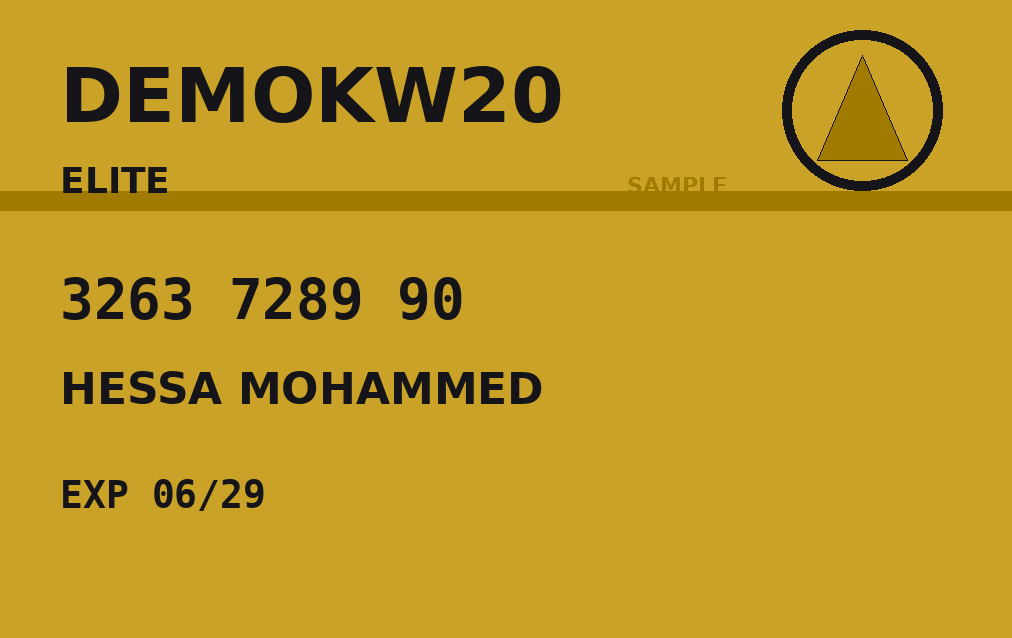 DEMOKW20
ELITE
SAMPLE
3263 7289 90
HESSA MOHAMMED
EXP 06/29